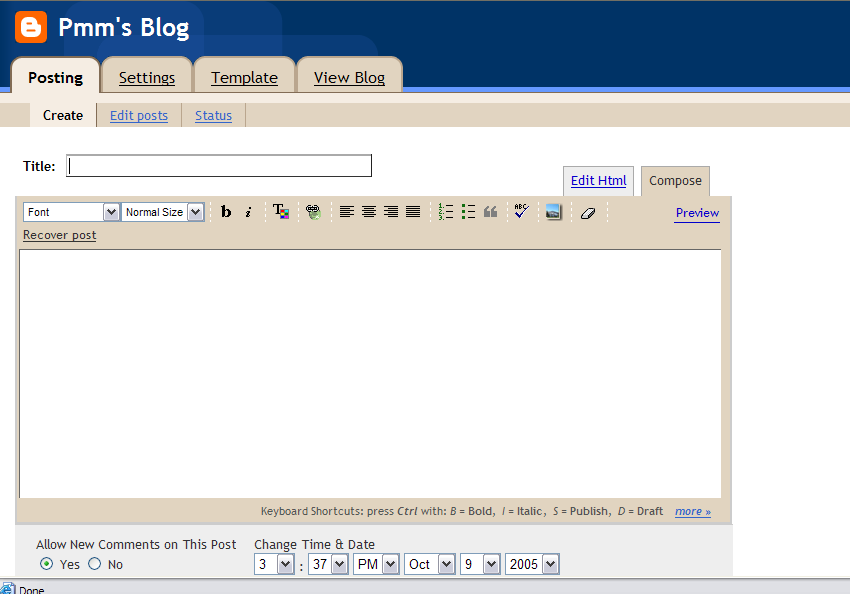 Pmm's Blog
Posting Settings Template View Blog
Create Edit posts Status
Title:
Edit Html Compose
Font Normal Size b i T ABC Preview
Recover post
Keyboard Shortcuts: press Ctrl with: B = Bold, I = Italic, S = Publish, D = Draft more »
Allow New Comments on This Post Change Time & Date
Yes No 3 : 37 PM Oct 9 2005
Done